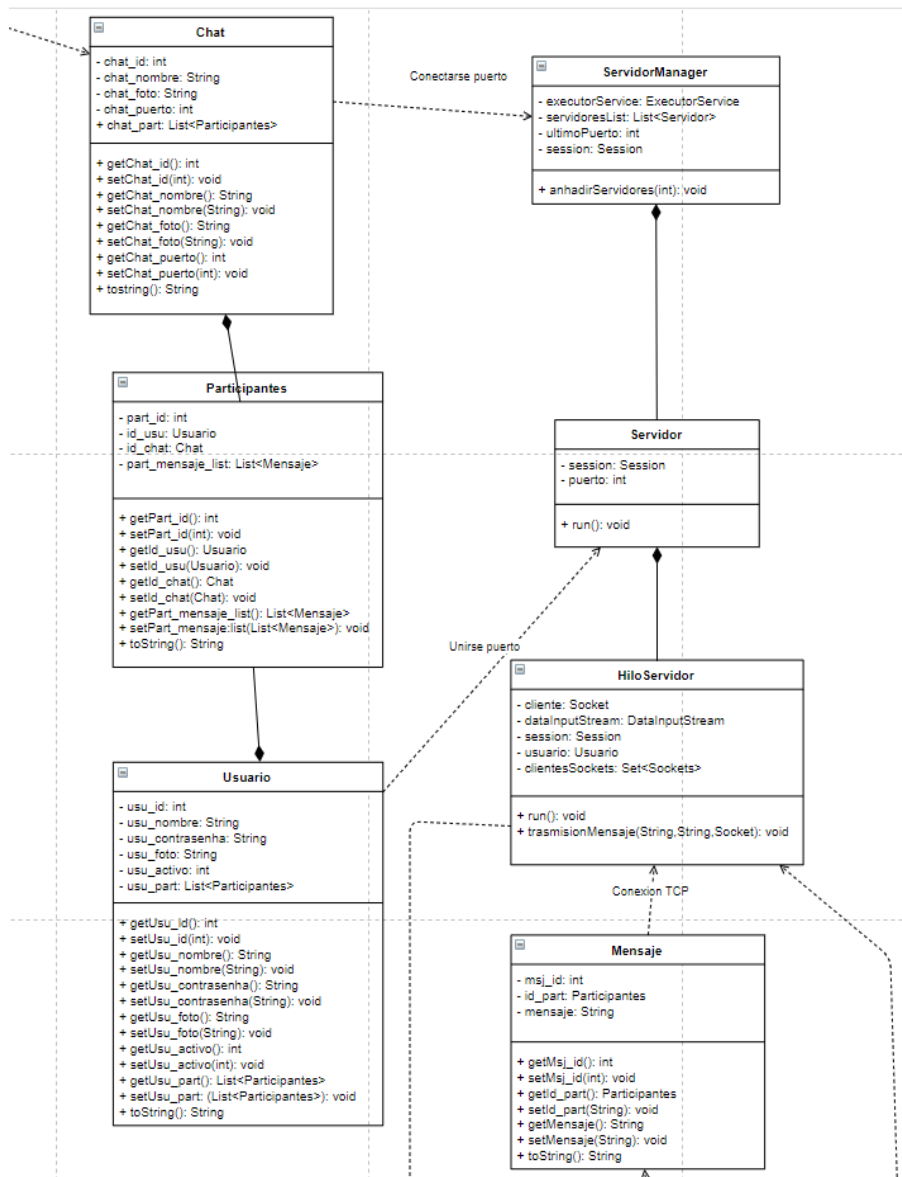 Chat
- chat_id: int
- chat_nombre: String
- chat_foto: String
- chat_puerto: int
+ chat_part: List<Participantes>
+ getChat_id(): int
+ setChat_id(int): void
+ getChat_nombre(): String
+ setChat_nombre(String): void
+ getChat_foto(): String
+ setChat_foto(String): void
+ getChat_puerto(): int
+ setChat_puerto(int): void
+ tostring(): String
Conectarse puerto
ServidorManager
- executorService: ExecutorService
- servidoresList: List<Servidor>
- ultimoPuerto: int
- session: Session
+ anhadirServidores(int): void
Participantes
- part_id: int
- id_usu: Usuario
- id_chat: Chat
- part_mensaje_list: List<Mensaje>
+ getPart_id(): int
+ setPart_id(int): void
+ getId_usu(): Usuario
+ setId_usu(Usuario): void
+ getId_chat(): Chat
+ setId_chat(Chat): void
+ getPart_mensaje_list(): List<Mensaje>
+ setPart_mensaje:list(List<Mensaje>): void
+ toString(): String
Servidor
- session: Session
- puerto: int
+ run(): void
Unirse puerto
HiloServidor
- cliente: Socket
- dataInputStream: DataInputStream
- session: Session
- usuario: Usuario
- clientesSockets: Set<Sockets>
+ run(): void
+ trasmisionMensaje(String,String,Socket): void
Usuario
- usu_id: int
- usu_nombre: String
- usu_contrasenha: String
- usu_foto: String
- usu_activo: int
- usu_part: List<Participantes>
+ getUsu_id(): int
+ setUsu_id(int): void
+ getUsu_nombre(): String
+ setUsu_nombre(String): void
+ getUsu_contrasenha(): String
+ setUsu_contrasenha(String): void
+ getUsu_foto(): String
+ setUsu_foto(String): void
+ getUsu_activo(): int
+ setUsu_activo(int): void
+ getUsu_part(): List<Participantes>
+ setUsu_part: (List<Participantes>): void
+ toString(): String
Conexion TCP
Mensaje
- msj_id: int
- id_part: Participantes
- mensaje: String
+ getMsj_id(): int
+ setMsj_id(int): void
+ getId_part(): Participantes
+ setId_part(String): void
+ getMensaje(): String
+ setMensaje(String): void
+ toString(): String